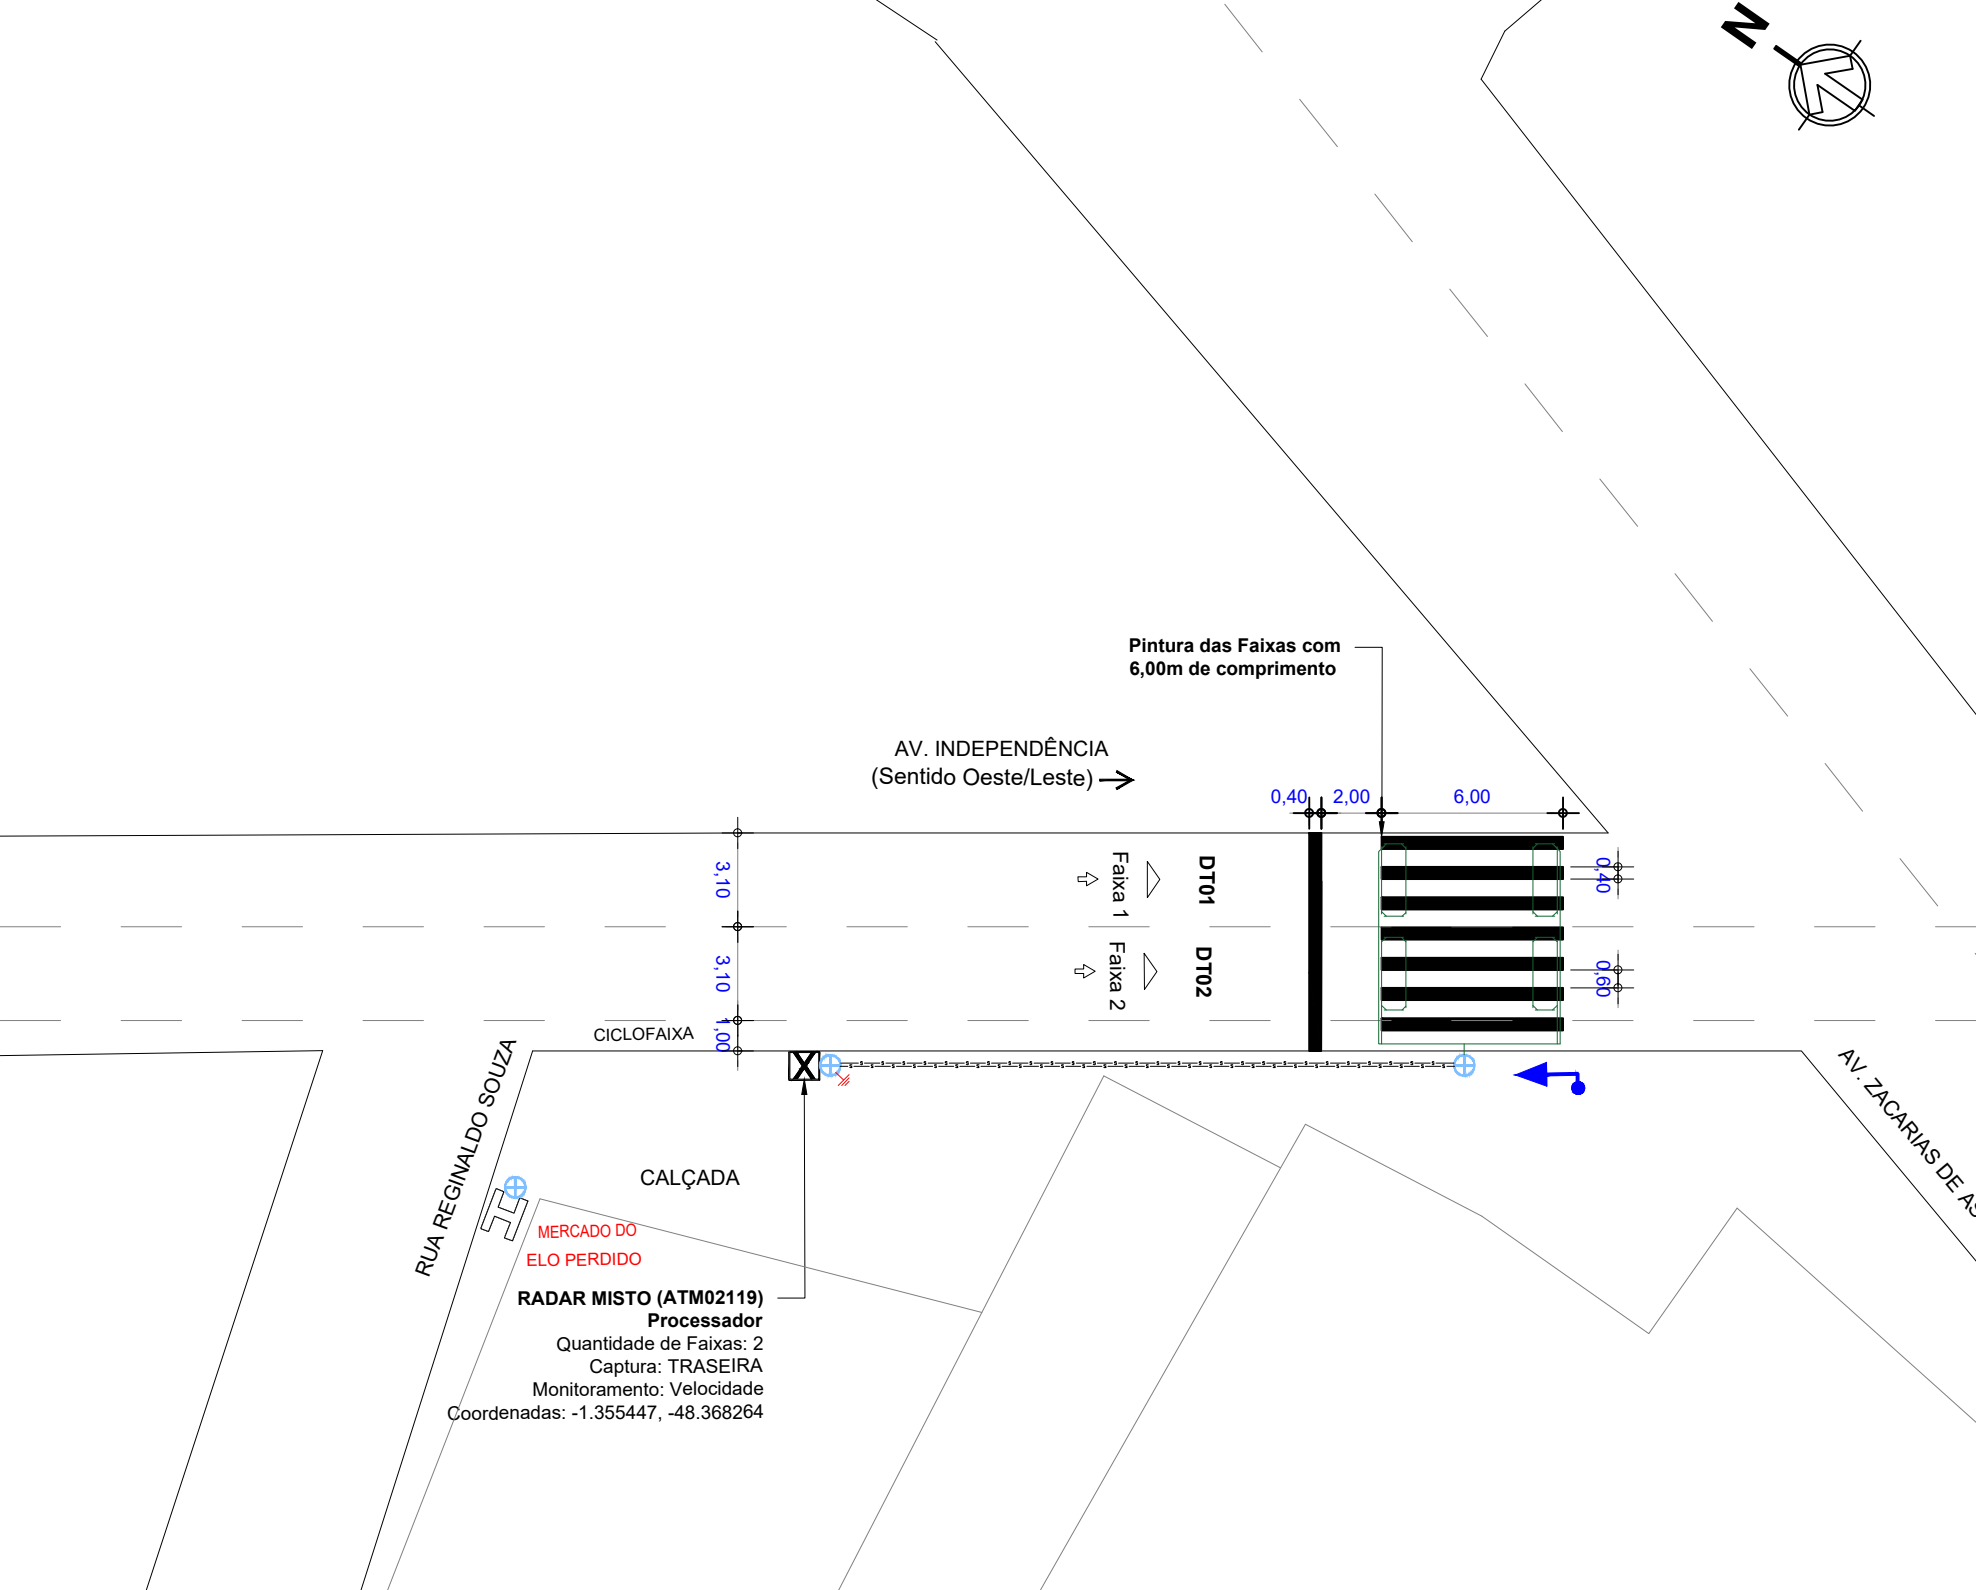 N
Pintura das Faixas com
6,00m de comprimento
AV. INDEPENDÊNCIA
(Sentido Oeste/Leste)
0,40
2,00
6,00
3,10
Faixa 1
DT01
0,40
3,10
Faixa 2
DT02
0,60
1,00
CICLOFAIXA
RUA REGINALDO SOUZA
X
CALÇADA
AV. ZACARIAS DE
MERCADO DO
ELO PERDIDO
RADAR MISTO (ATM02119)
Processador
Quantidade de Faixas: 2
Captura: TRASEIRA
Monitoramento: Velocidade
Coordenadas: -1.355447, -48.368264